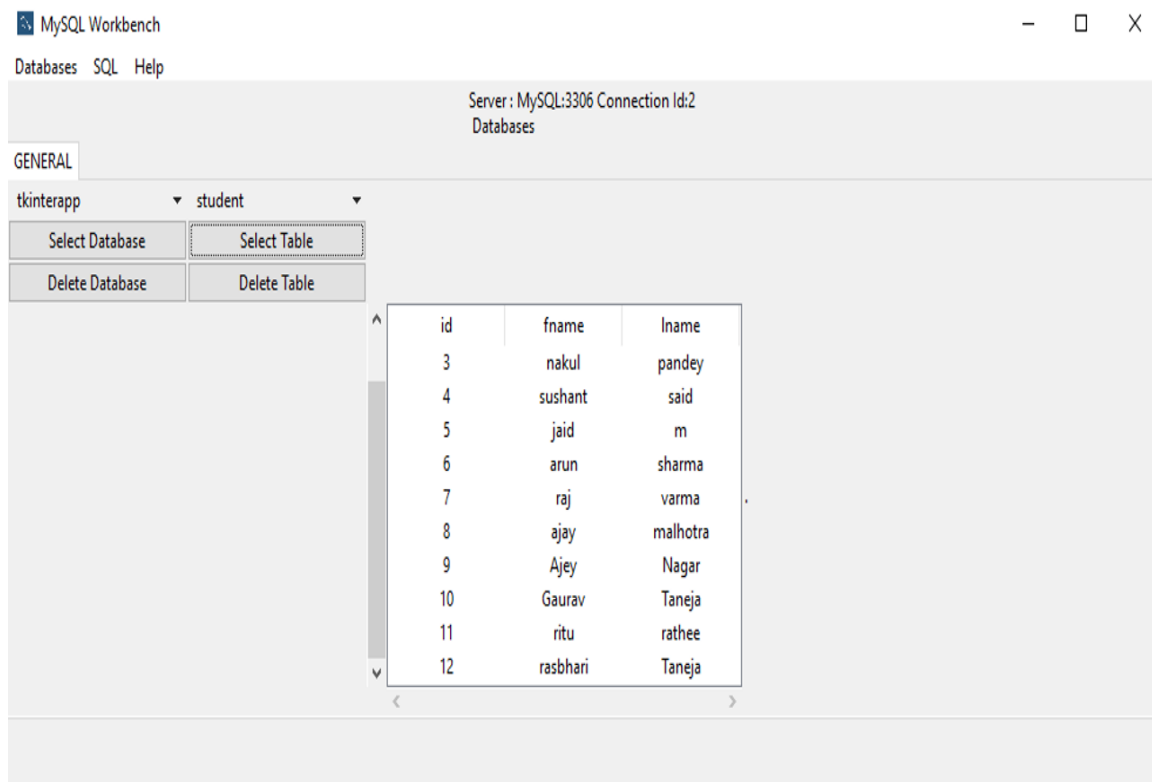 MySQL Workbench
Databases SQL Help
Server : MySQL:3306 Connection Id:2
Databases
GENERAL
tkinterapp student
Select Database Select Table
Delete Database Delete Table
id fname lname
3 nakul pandey
4 sushant said
5 jaid m
6 arun sharma
7 raj varma
8 ajay malhotra
9 Ajey Nagar
10 Gaurav Taneja
11 ritu rathee
12 rasbhari Taneja